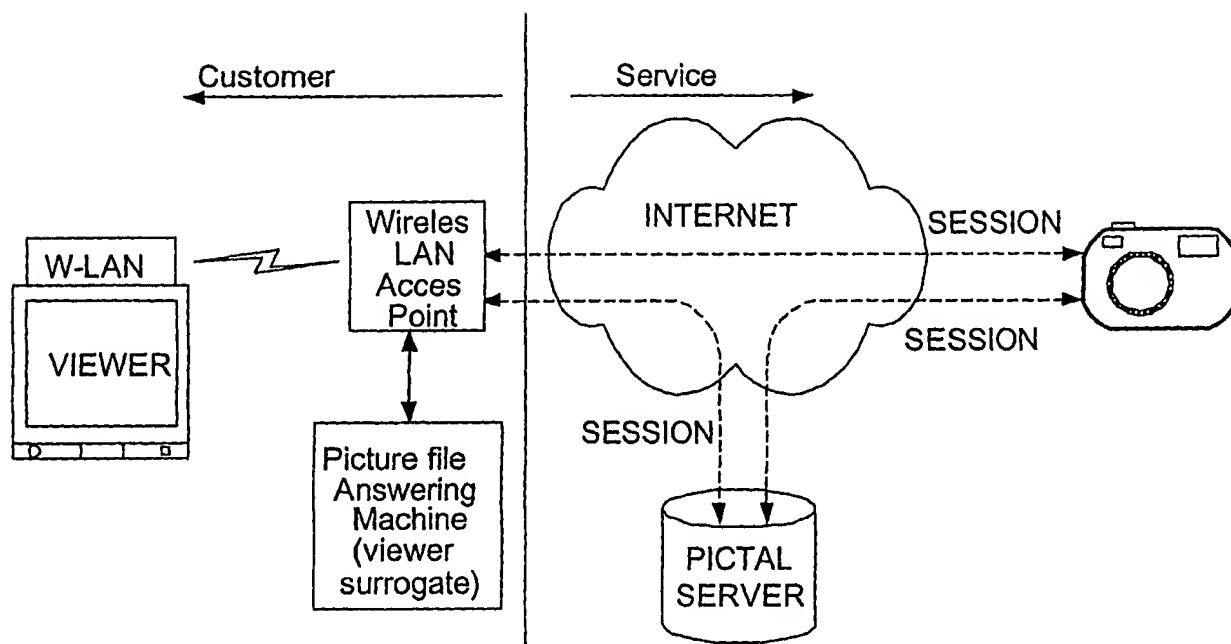 Customer
Service
INTERNET
SESSION
Wireles
LAN
Acces
Point
W-LAN
VIEWER
SESSION
SESSION
Picture file
Answering
Machine
(viewer
surrogate)
PICTAL
SERVER